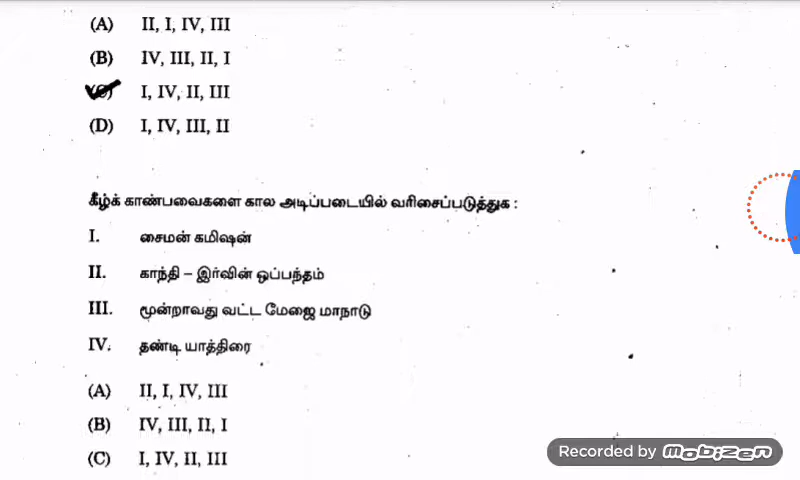 (A) II, I, IV, III
(B) IV, III, II, I
(C) I, IV, II, III
(D) I, IV, III, II
கீழ்க் காண்பவைகளை கால அடிப்படையில் வரிசைப்படுத்துக :
I. சைமன் கமிஷன்
II. காந்தி – இர்வின் ஒப்பந்தம்
III. மூன்றாவது வட்ட மேஜை மாநாடு
IV. தண்டி யாத்திரை
(A) II, I, IV, III
(B) IV, III, II, I
(C) I, IV, II, III
Recorded by mobizen